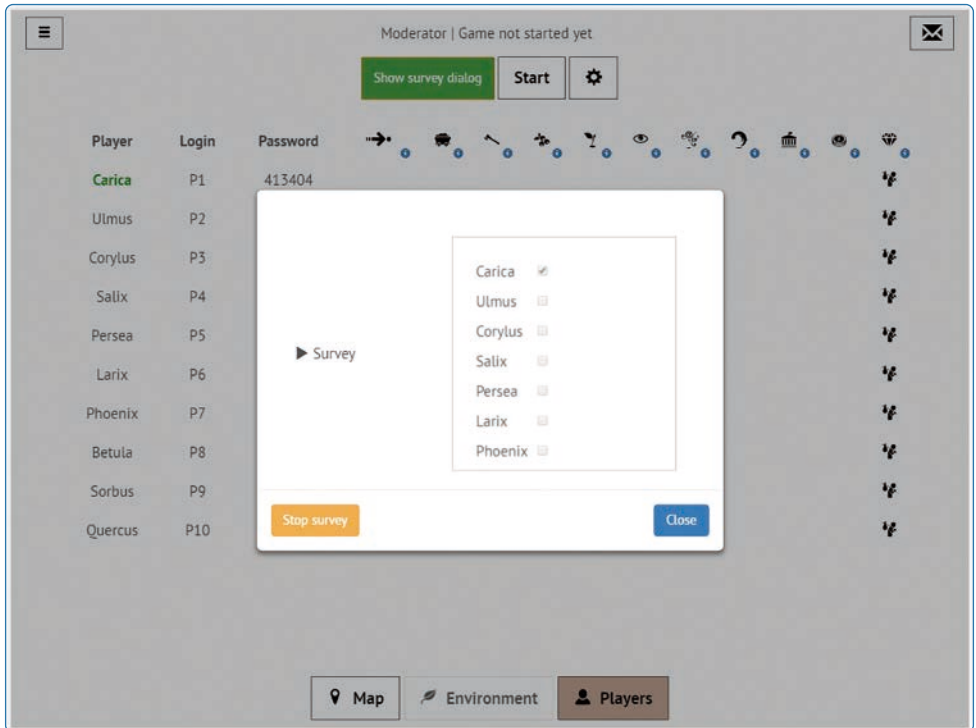 Moderator | Game not started yet
Show survey dialog Start
Player Login Password
Carica P1 413404
Ulmus P2
Corylus P3
Salix P4
Persea P5
Larix P6
Phoenix P7
Betula P8
Sorbus P9
Quercus P10
Survey
Carica
Ulmus
Corylus
Salix
Persea
Larix
Phoenix
Stop survey Close
Map Environment Players